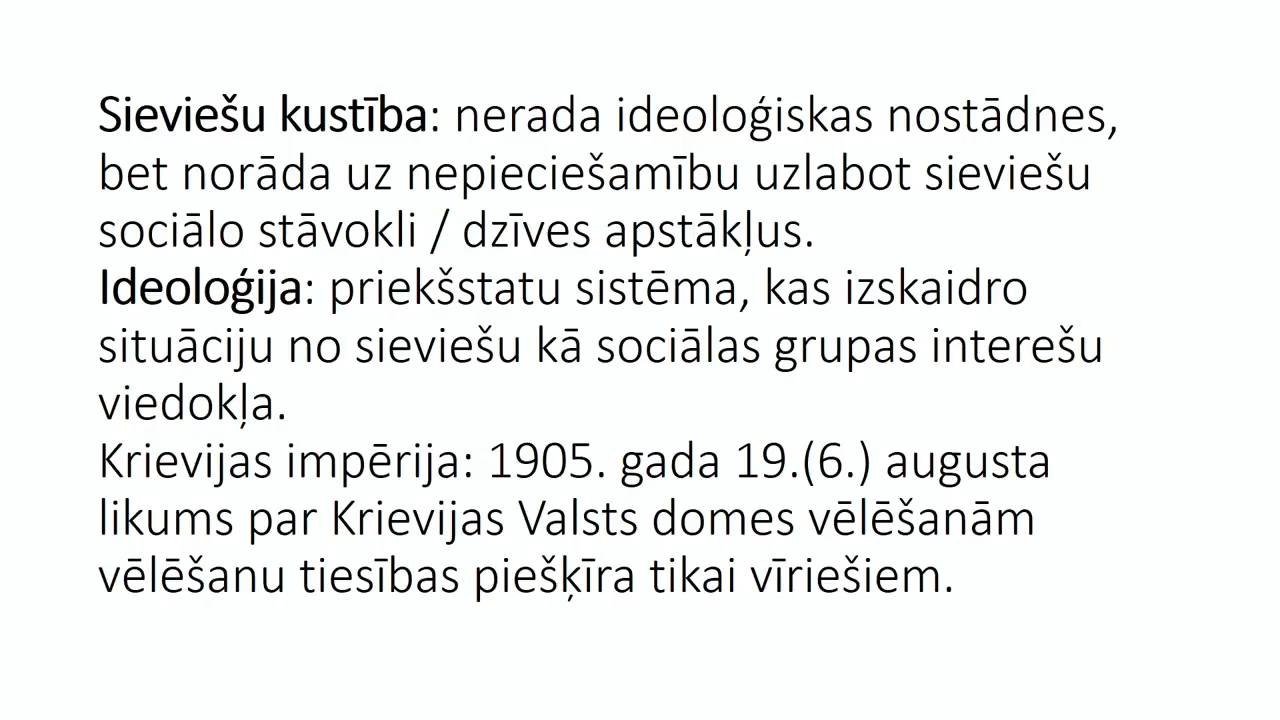 Sieviešu kustība: nerada ideoloģiskas nostādnes,
bet norāda uz nepieciešamību uzlabot sieviešu
sociālo stāvokli / dzīves apstākļus.
Ideoloģija: priekšstatu sistēma, kas izskaidro
situāciju no sieviešu kā sociālas grupas interešu
viedokļa.
Krievijas impērija: 1905. gada 19.(6.) augusta
likums par Krievijas Valsts domes vēlēšanām
vēlēšanu tiesības piešķīra tikai vīriešiem.